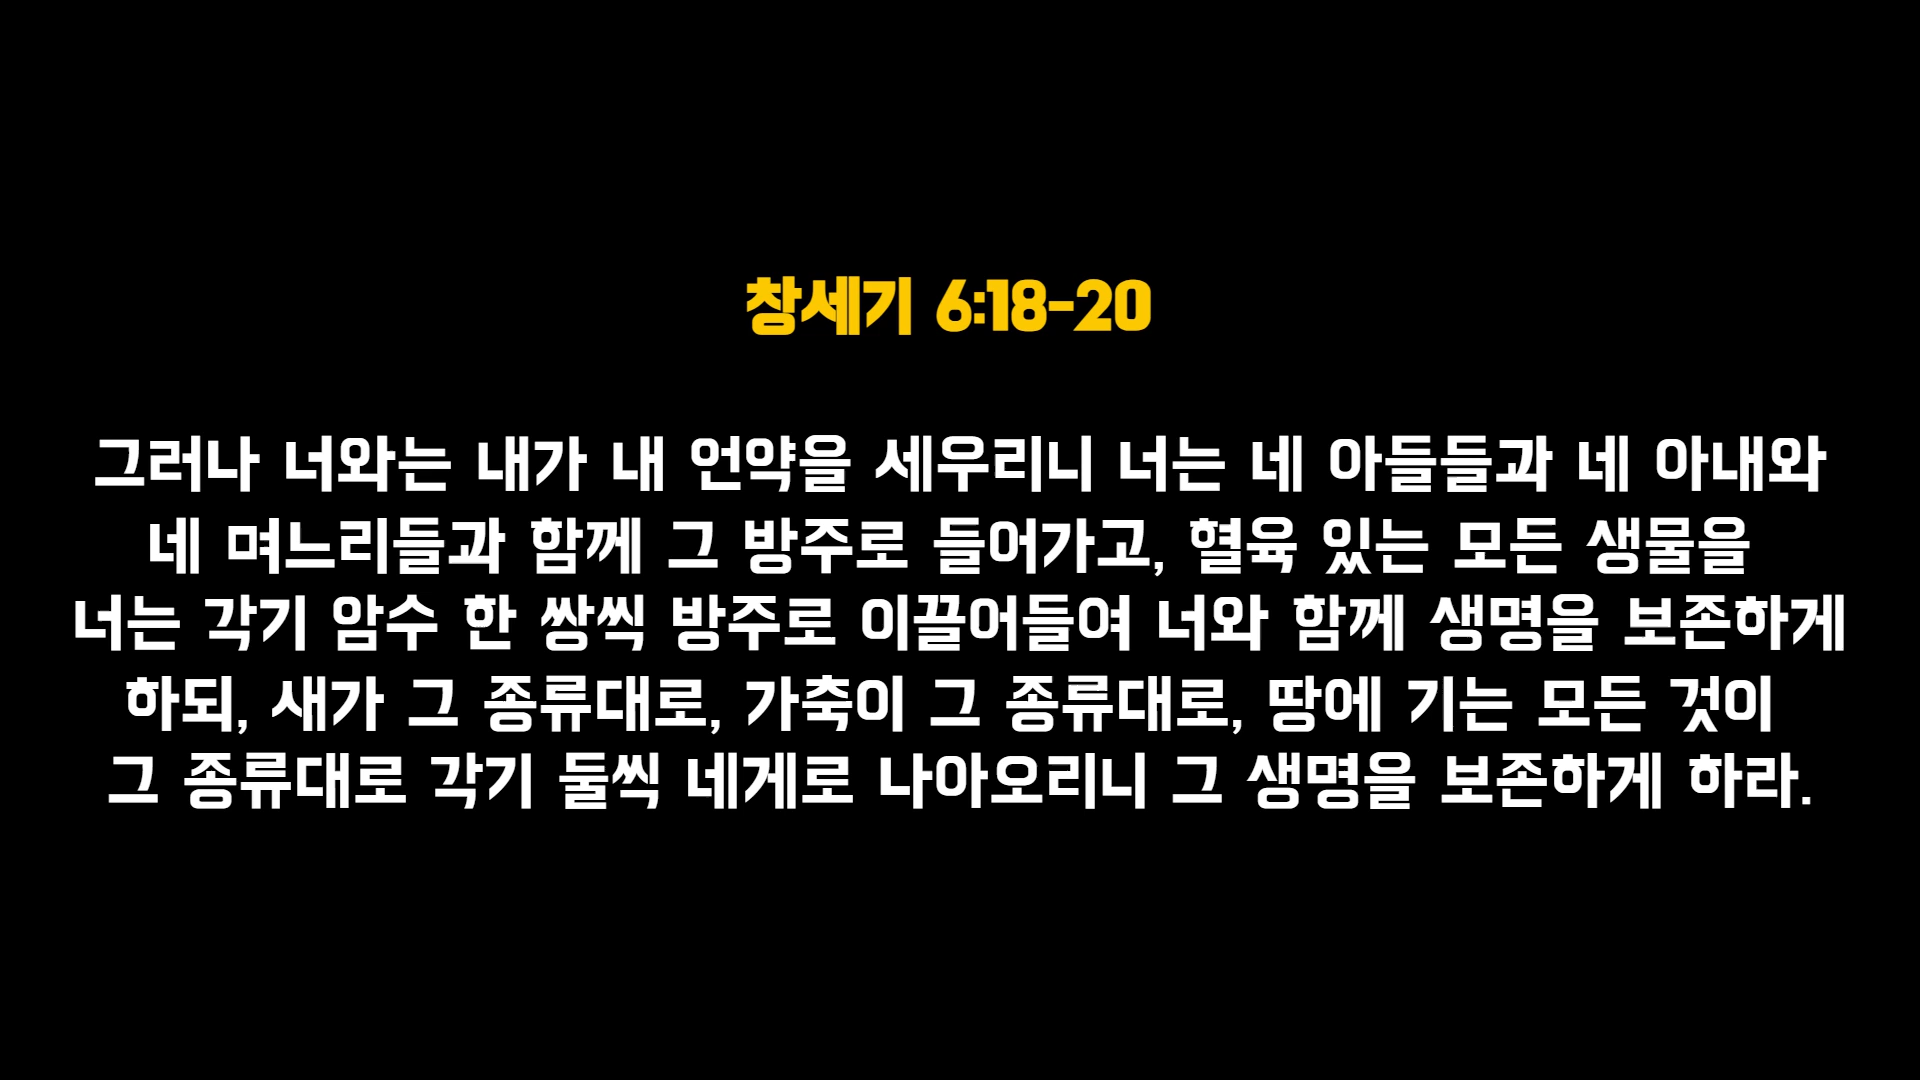 창세기 6:18-20
그러나 너와는 내가 내 언약을 세우리니 너는 네 아들들과 네 아내와
네 며느리들과 함께 그 방주로 들어가고, 혈육 있는 모든 생물을
너는 각기 암수 한 쌍씩 방주로 이끌어들여 너와 함께 생명을 보존하게
하되, 새가 그 종류대로, 가축이 그 종류대로, 땅에 기는 모든 것이
그 종류대로 각기 둘씩 네게로 나아오리니 그 생명을 보존하게 하라.